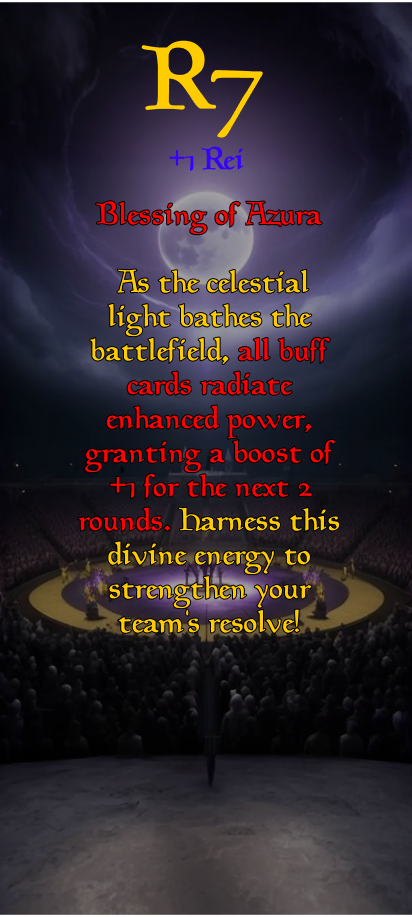 R7
+1 Rei
Blessing of Azura
As the celestial
light bathes the
battlefield, all buff
cards radiate
enhanced power,
granting a boost of
+1 for the next 2
rounds. Harness this
divine energy to
strengthen your
team's resolve!